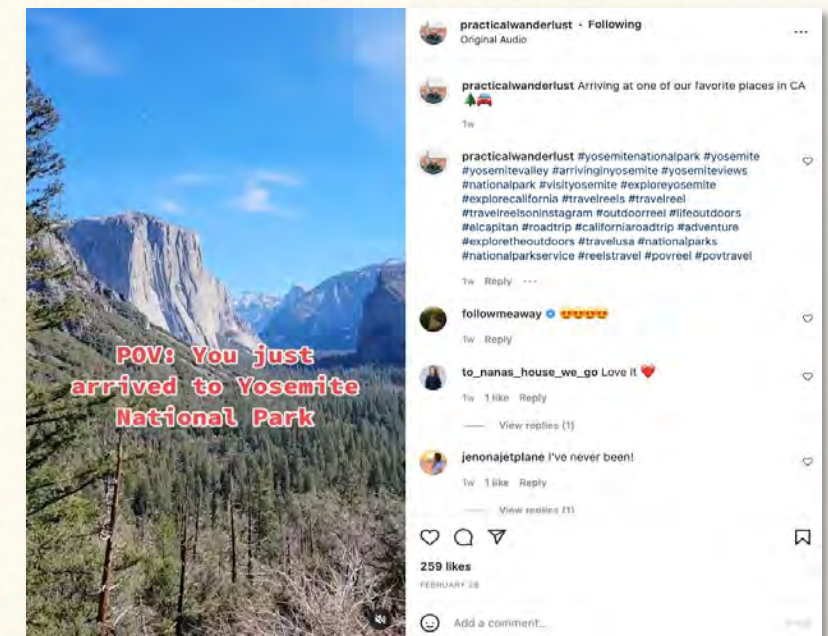 POV: You just
arrived to Yosemite
National Park
practicalwanderlust · Following
Original Audio
practicalwanderlust Arriving at one of our favorite places in CA
🌲🚘
1w
practicalwanderlust #yosemitenationalpark #yosemite
#yosemitevalley #arrivinginyosemite #yosemiteviews
#nationalpark #visityosemite #exploreyosemite
#explorecalifornia #travelreels #travelreel
#travelreelsoninstagram #outdoorreel #lifeoutdoors
#elcapitan #roadtrip #californiaroadtrip #adventure
#exploretheoutdoors #travelusa #nationalparks
#nationalparkservice #reelstravel #povreel #povtravel
1w Reply ···
followmeaway 😍😍😍😍
1w Reply
to_nanas_house_we_go Love it ❤️
1w 1 like Reply
View replies (1)
jenonajetplane I've never been!
1w 1 like Reply
View replies (1)
259 likes
FEBRUARY 28
Add a comment...